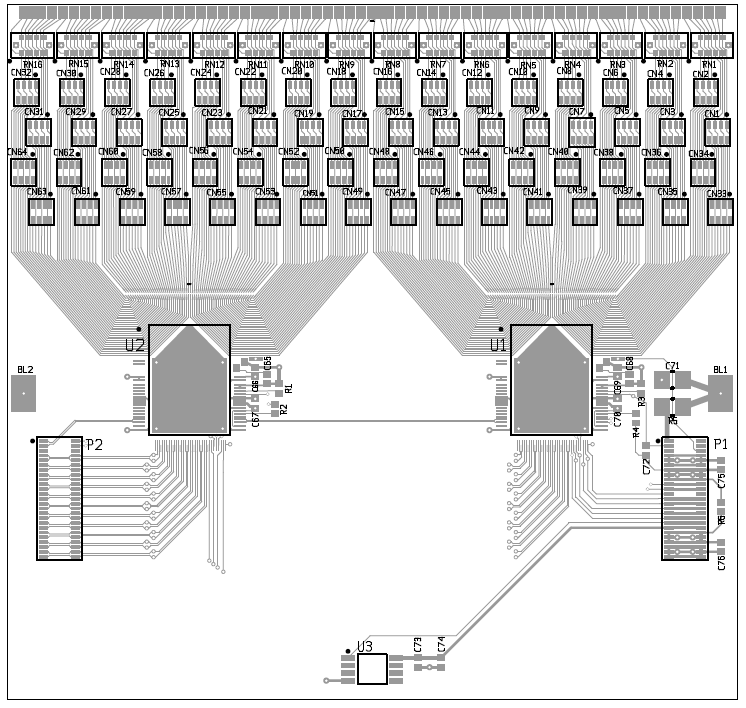 RN16 RN15 RN14 RN13 RN12 RN11 RN10 RN9 RN8 RN7 RN6 RN5 RN4 RN3 RN2 RN1
CN32 CN30 CN28 CN26 CN24 CN22 CN20 CN18 CN16 CN14 CN12 CN10 CN8 CN6 CN4 CN2
CN31 CN29 CN27 CN25 CN23 CN21 CN19 CN17 CN15 CN13 CN11 CN9 CN7 CN5 CN3 CN1
CN64 CN62 CN60 CN58 CN56 CN54 CN52 CN50 CN48 CN46 CN44 CN42 CN40 CN38 CN36 CN34
CN63 CN61 CN59 CN57 CN55 CN53 CN51 CN49 CN47 CN45 CN43 CN41 CN39 CN37 CN35 CN33
U2 U1
BL2 C65 C68 C71 BL1
C66 R1 C69 R3
C67 R2 C70 R4
P2 P1
C72 C75
R5
C76
U3 C73 C74